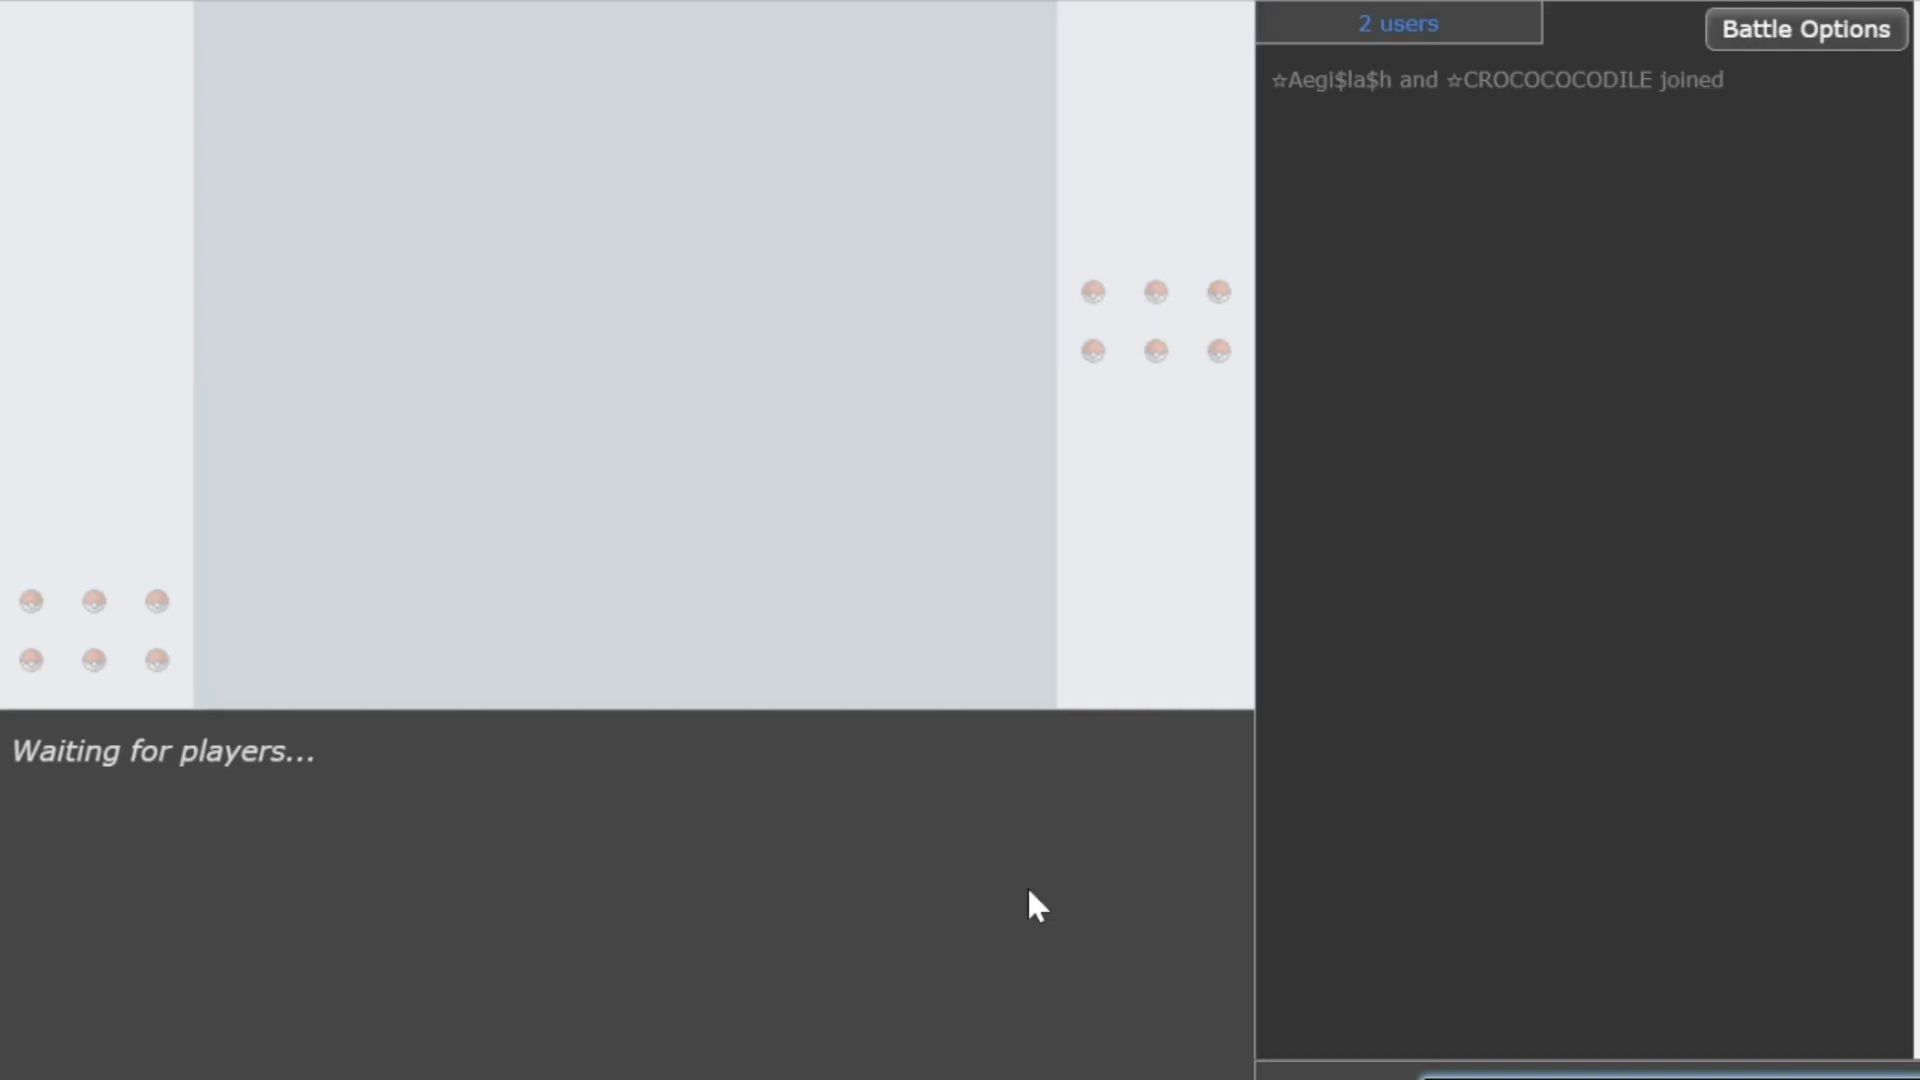 2 users
Battle Options
☆Aegi$la$h and ☆CROCOCOCODILE joined
Waiting for players...